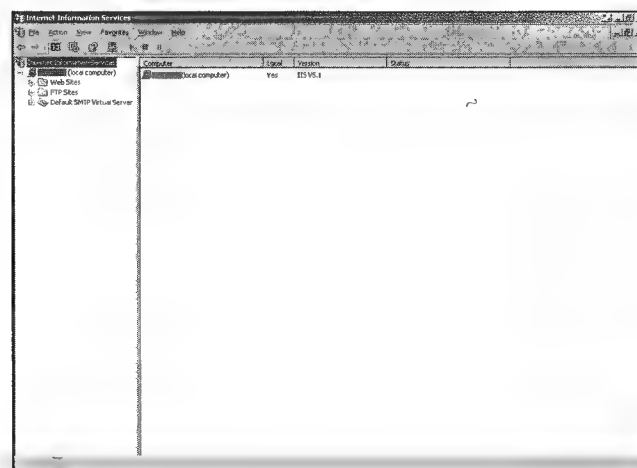 Internet Information Services
File Action View Favorites Window Help
Internet Information Services
(local computer)
Web Sites
FTP Sites
Default SMTP Virtual Server
Computer Local Version Status
(local computer) Yes IIS V5.1